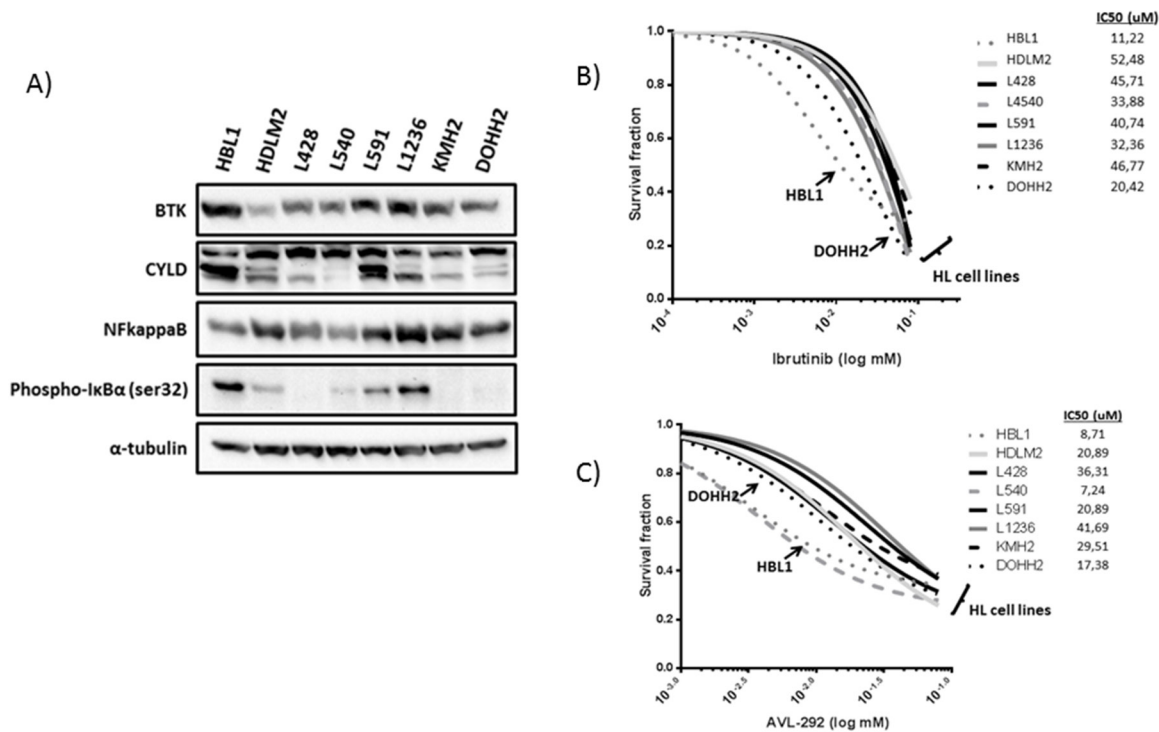 A)
HBL1 HDLM2 L428 L540 L591 L1236 KMH2 DOHH2
BTK
CYLD
NFkappaB
Phospho-IκBα (ser32)
α-tubulin
B)
IC50 (uM)
HBL1 11,22
HDLM2 52,48
L428 45,71
L4540 33,88
L591 40,74
L1236 32,36
KMH2 46,77
DOHH2 20,42
Survival fraction
1.0
0.8
0.6
0.4
0.2
0.0
HBL1
DOHH2
HL cell lines
10-4 10-3 10-2 10-1
Ibrutinib (log mM)
C)
IC50 (uM)
HBL1 8,71
HDLM2 20,89
L428 36,31
L540 7,24
L591 20,89
L1236 41,69
KMH2 29,51
DOHH2 17,38
Survival fraction
1.0
0.8
0.6
0.4
0.2
0.0
DOHH2
HBL1
HL cell lines
10-3.0 10-2.5 10-2.0 10-1.5 10-1.0
AVL-292 (log mM)